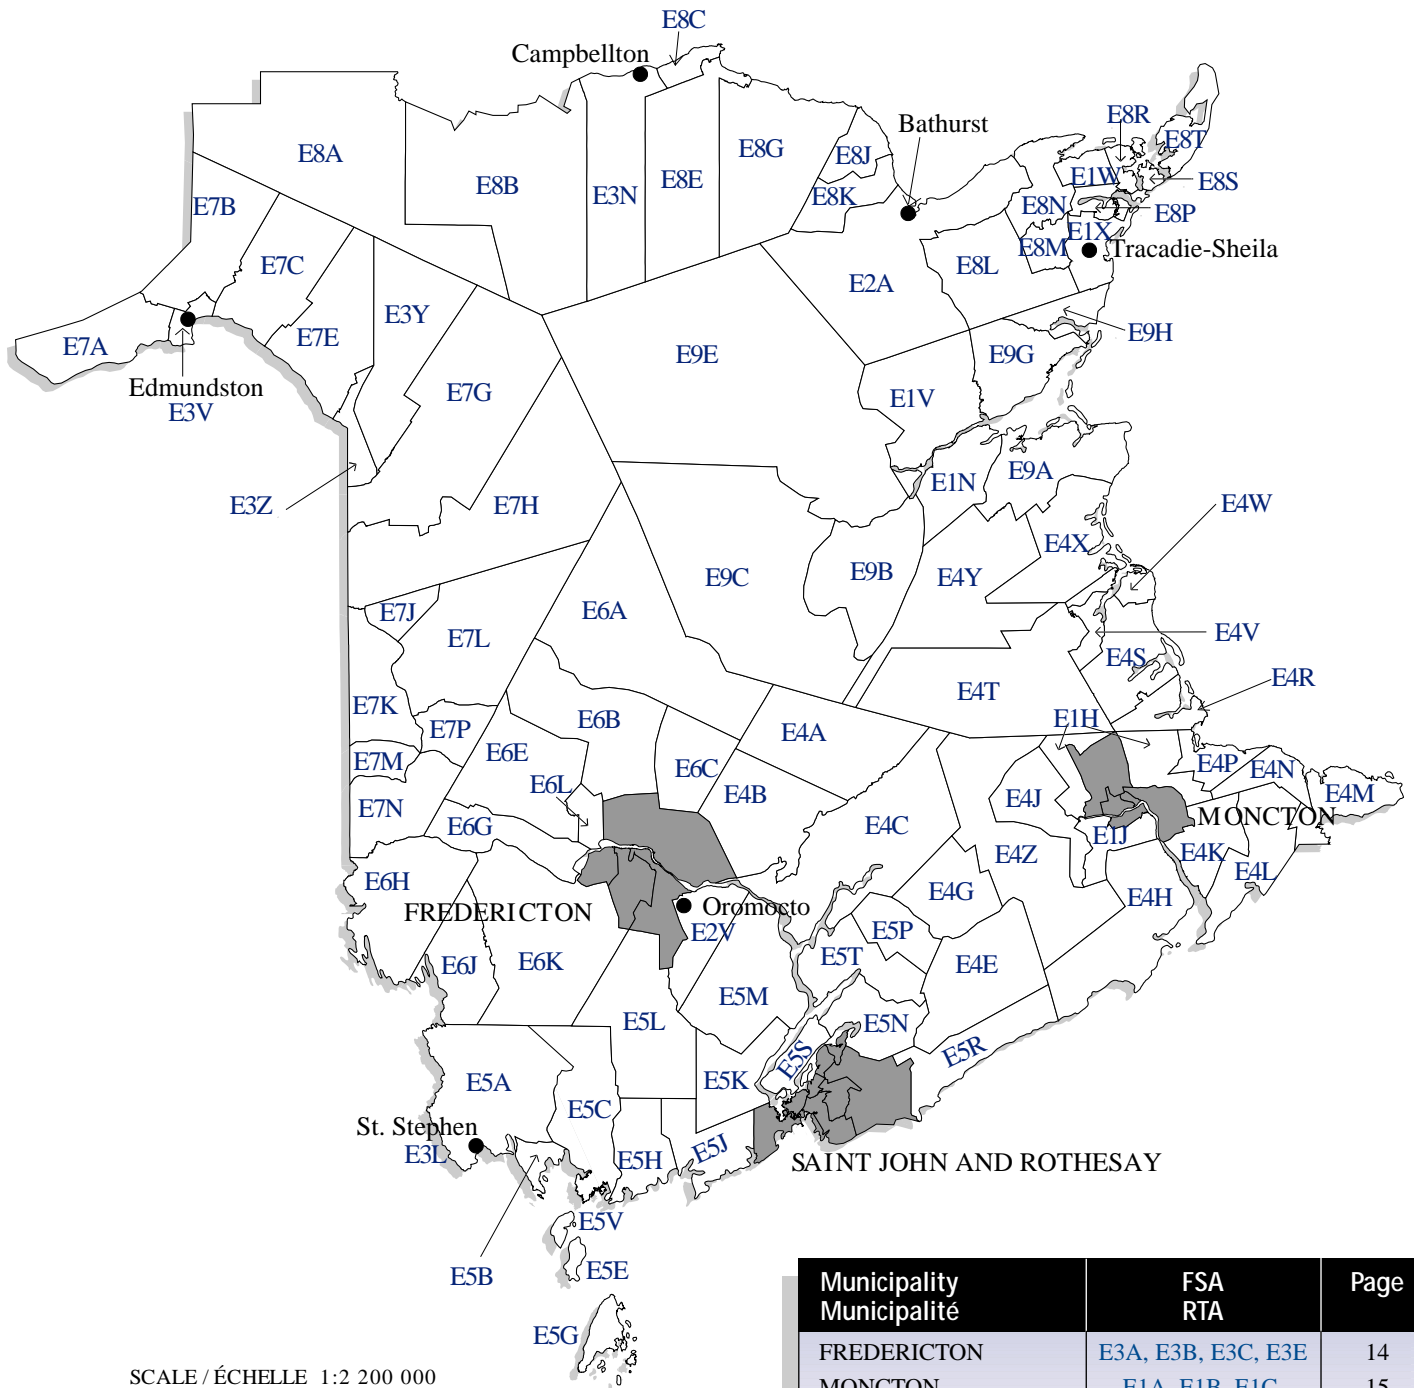 E8C
Campbellton
Bathurst
E8R
E8T
E8A
E8G
E8J
E1W
E8B
E3N
E8E
E8S
E8K
E8N
E8P
E7B
E1X
E8M
Tracadie-Sheila
E7C
E8L
E2A
E3Y
E7E
E9H
E7A
E9E
E9G
Edmundston
E3V
E7G
E1V
E9A
E1N
E3Z
E7H
E4W
E4X
E9C
E9B
E4Y
E7J
E6A
E7L
E4V
E4S
E4T
E4R
E7K
E6B
E1H
E7P
E4A
E6E
E7M
E6C
E4P
E4N
E6L
E4B
E4M
E7N
E4J
MONCTON
E6G
E4C
E1J
E4Z
E4K
E6H
E4L
E4G
E4H
FREDERICTON
Oromocto
E2V
E5P
E5T
E6J
E6K
E4E
E5M
E5L
E5N
E5R
E5S
E5A
E5K
E5C
St. Stephen
E3L
E5H
E5J
SAINT JOHN AND ROTHESAY
E5V
E5B
E5E
E5G
SCALE / ÉCHELLE 1:2 200 000
Municipality FSA Page
Municipalité RTA
FREDERICTON E3A, E3B, E3C, E3E 14
MONCTON E1A, E1B, E1C 15